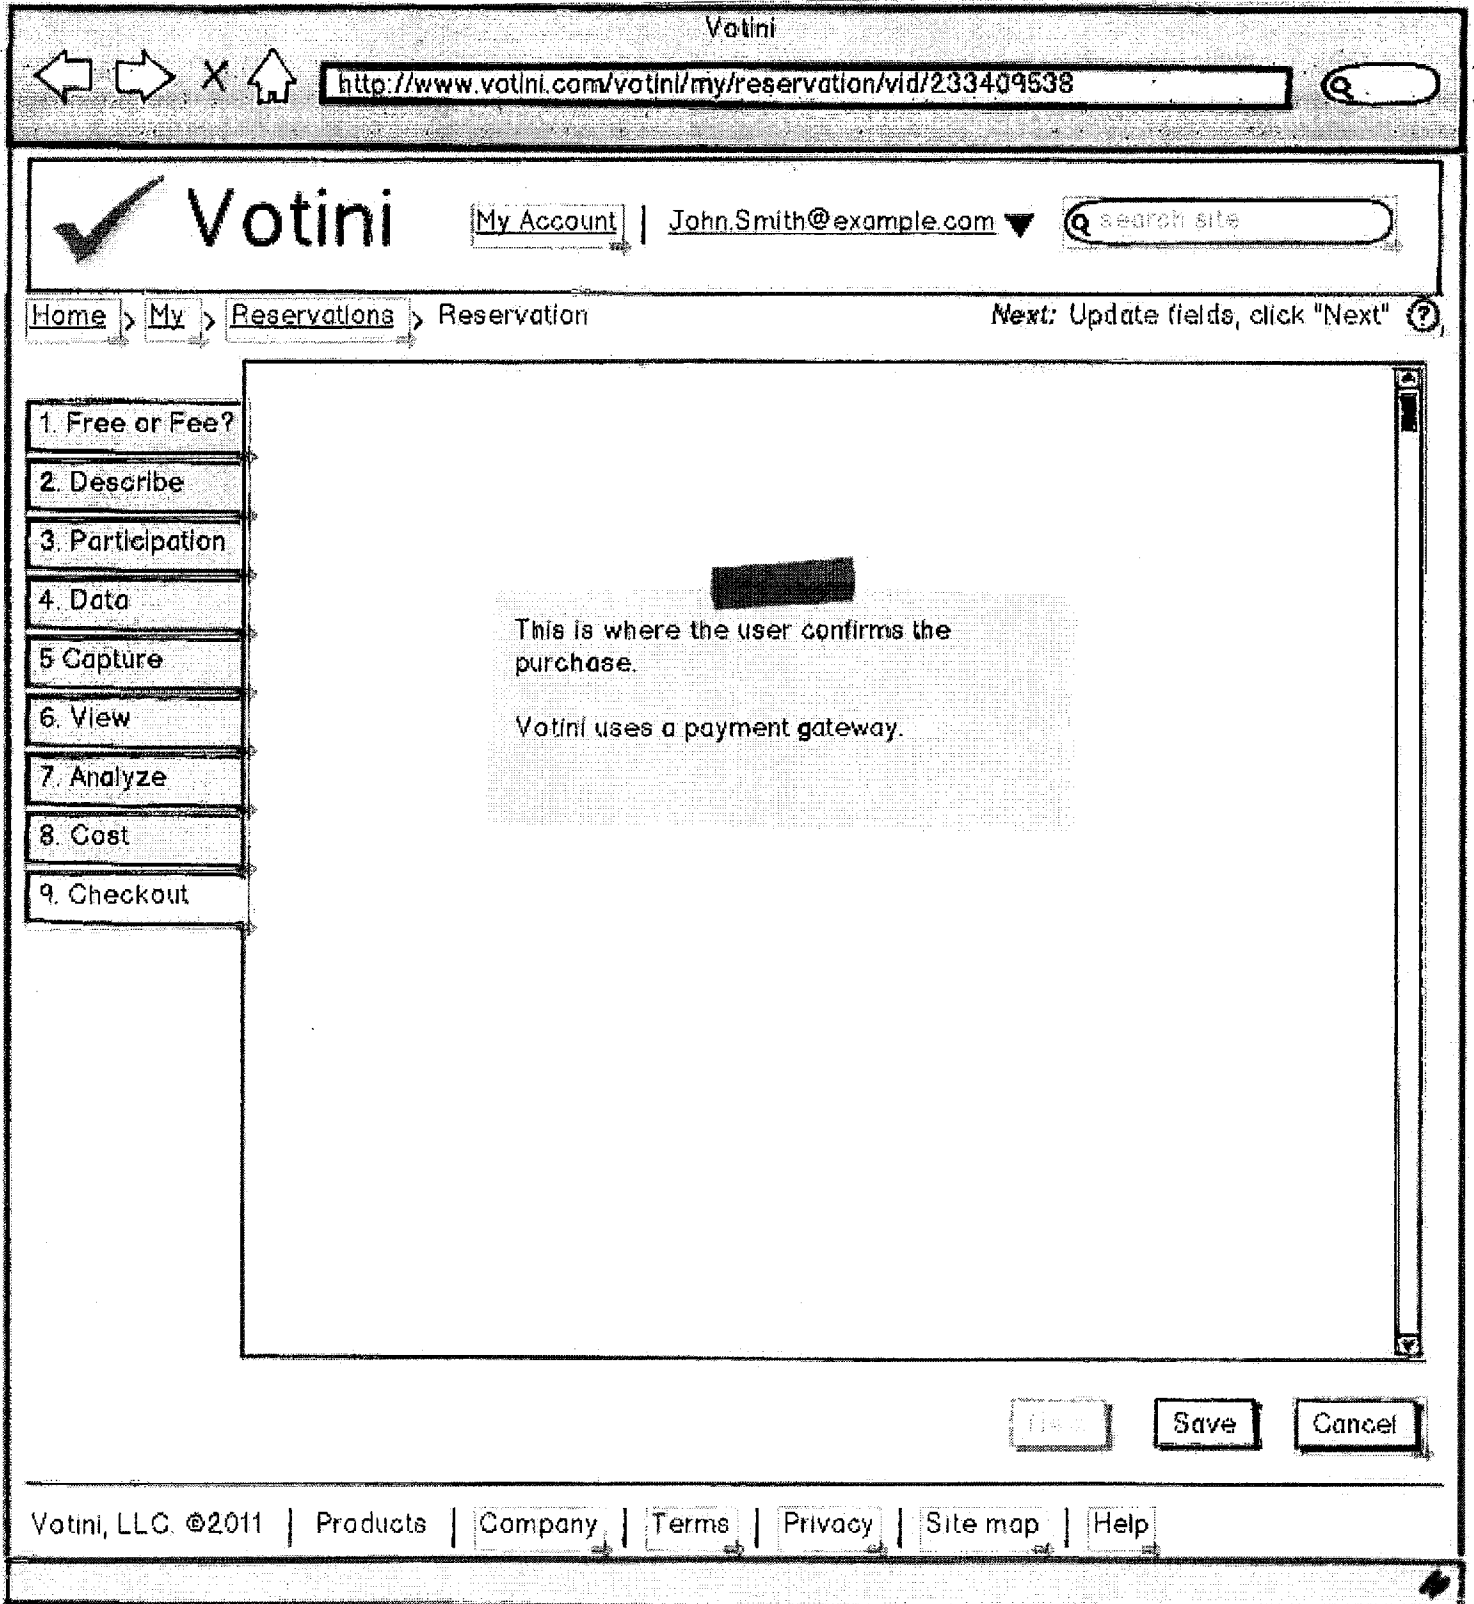 Votini
http://www.votini.com/votini/my/reservation/vid/233409538
Votini
My Account | John.Smith@example.com
search site
Home > My > Reservations > Reservation
Next: Update fields, click "Next" ?
1. Free or Fee?
2. Describe
3. Participation
4. Data
5 Capture
6. View
7. Analyze
8. Cost
9. Checkout
This is where the user confirms the
purchase.
Votini uses a payment gateway.
Save
Cancel
Votini, LLC. ©2011 | Products | Company | Terms | Privacy | Site map | Help